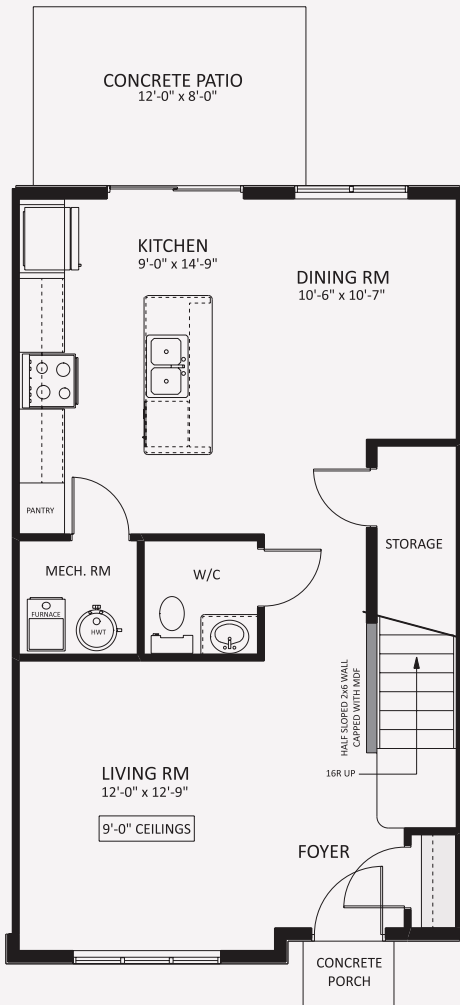 CONCRETE PATIO
12'-0" x 8'-0"
KITCHEN
9'-0" x 14'-9"
DINING RM
10'-6" x 10'-7"
PANTRY
STORAGE
MECH. RM
W/C
FURNACE
HWT
HALF SLOPED 2x6 WALL
CAPPED WITH MDF
16R UP
LIVING RM
12'-0" x 12'-9"
9'-0" CEILINGS
FOYER
CONCRETE
PORCH